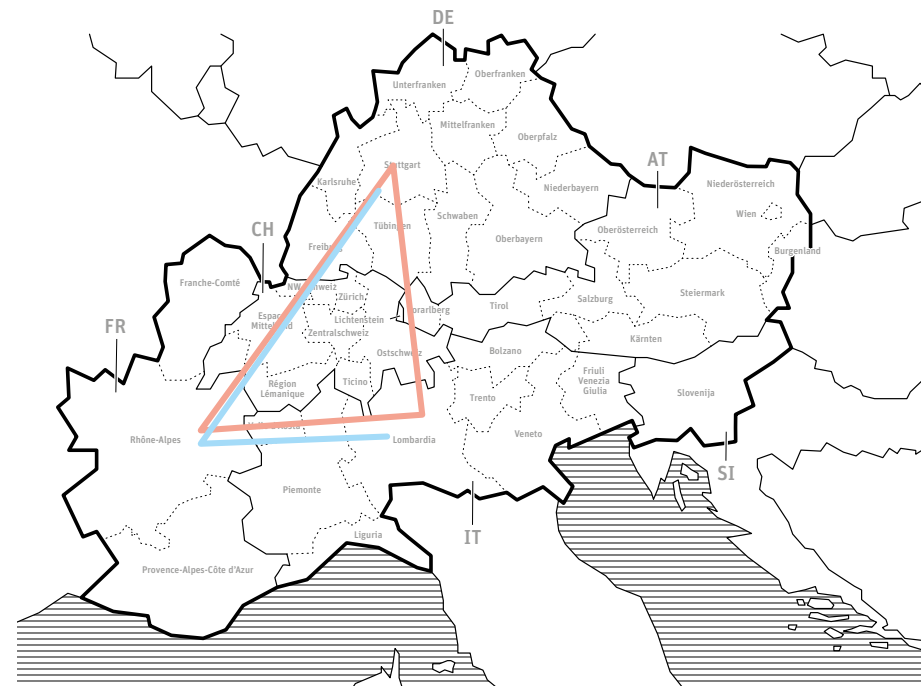 DE
Oberfranken
Unterfranken
Mittelfranken
Oberpfalz
AT
Stuttgart
Karlsruhe
Niederbayern
Niederösterreich
Schwaben
Wien
Tübingen
Oberösterreich
CH
Freiburg
Oberbayern
Burgenland
Franche-Comté
NW Schweiz
Zürich
Salzburg
Steiermark
Tirol
Vorarlberg
Espace
Mittelland
Lichtenstein
Zentralschweiz
FR
Kärnten
Ostschweiz
Bolzano
Friuli
Venezia
Giulia
Région
Lémanique
Ticino
Slovenija
Trento
Rhône-Alpes
Lombardia
Veneto
SI
Piemonte
IT
Liguria
Provence-Alpes-Côte d'Azur